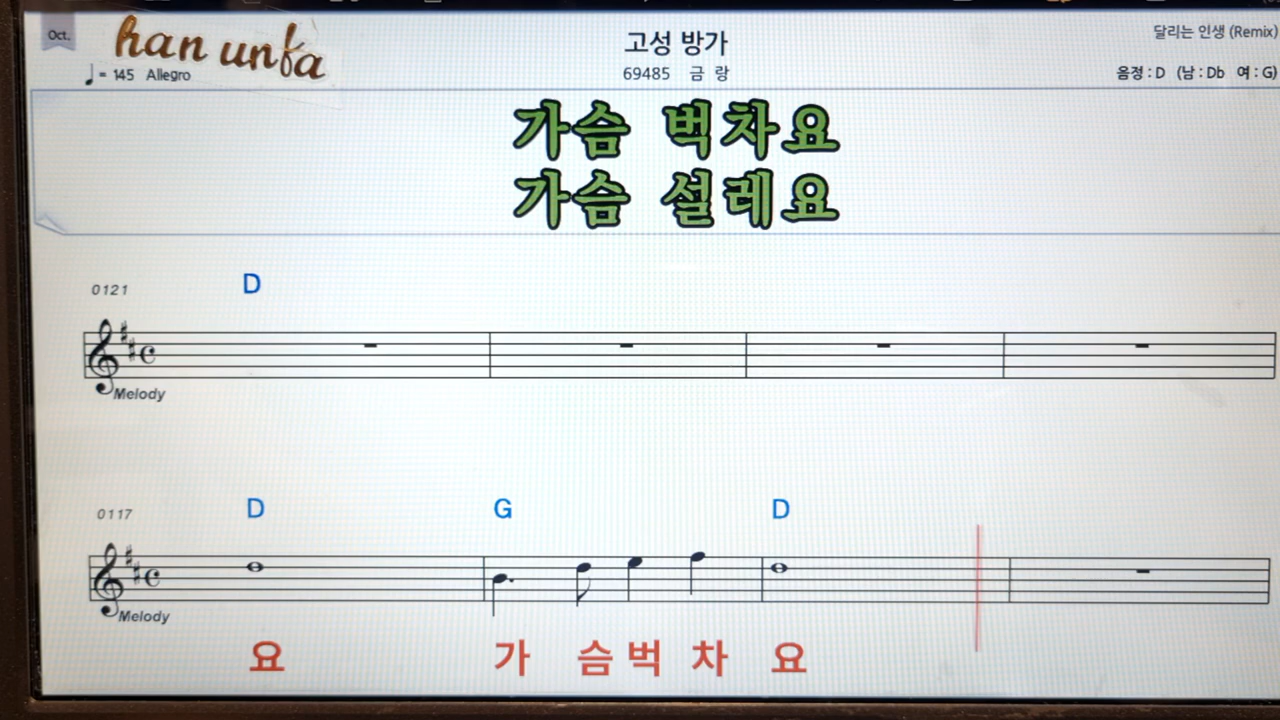 Oct.
han unfa
고성 방가
달리는 인생 (Remix)
♩= 145 Allegro
69485 금 랑
음정 : D (남 : Db 여 : G)
가슴 벅차요
가슴 설레요
0121
D
Melody
0117
D G D
Melody
요 가 슴 벅 차 요